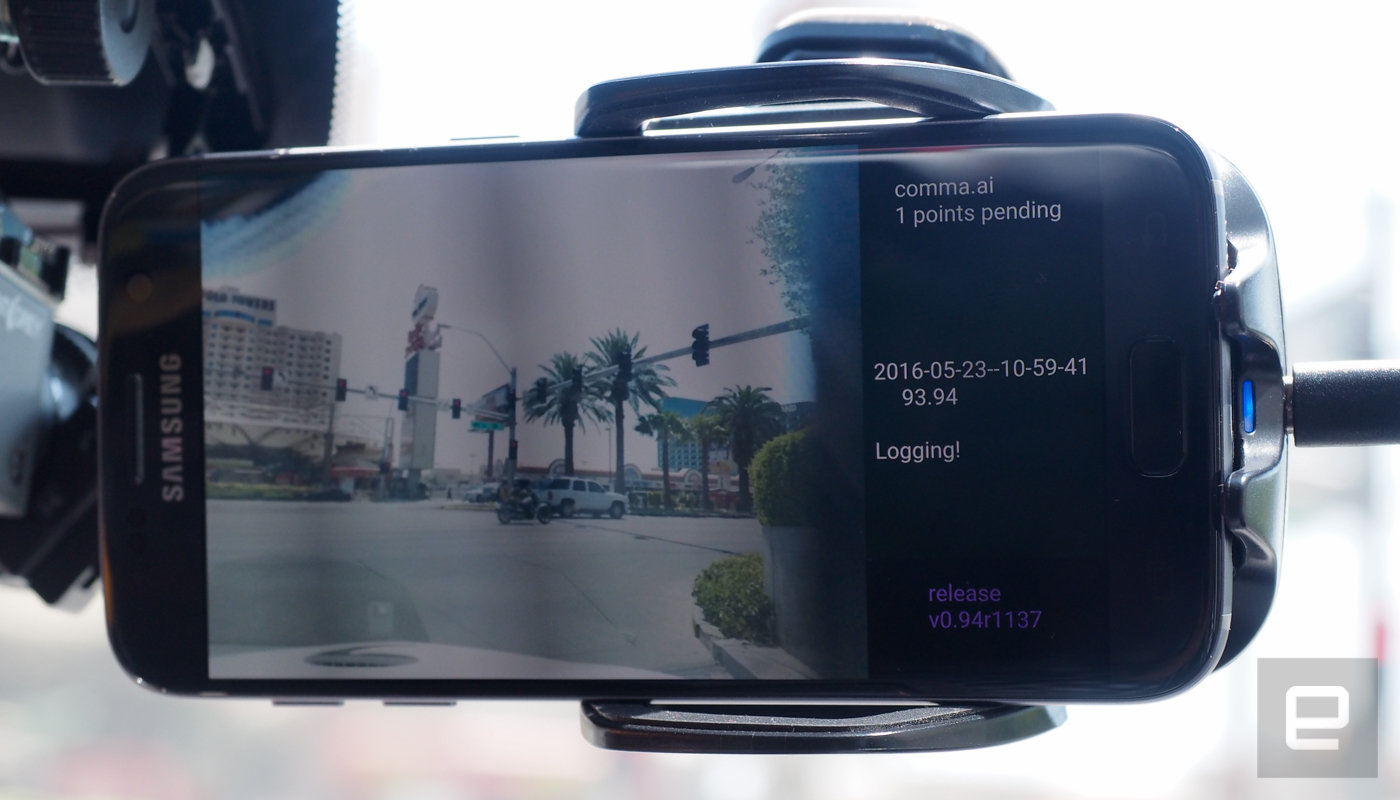 comma.ai
1 points pending
2016-05-23--10-59-41
93.94
Logging!
release
v0.94r1137
SAMSUNG
e